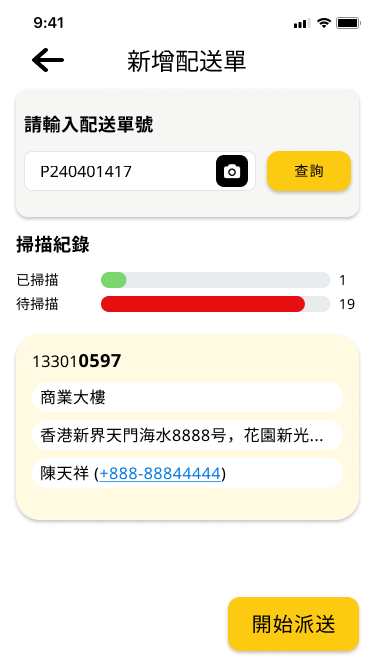 9:41
新增配送單
請輸入配送單號
P240401417
查詢
掃描紀錄
已掃描 1
待掃描 19
133010597
商業大樓
香港新界天門海水8888号，花園新光...
陳天祥 (+888-88844444)
開始派送